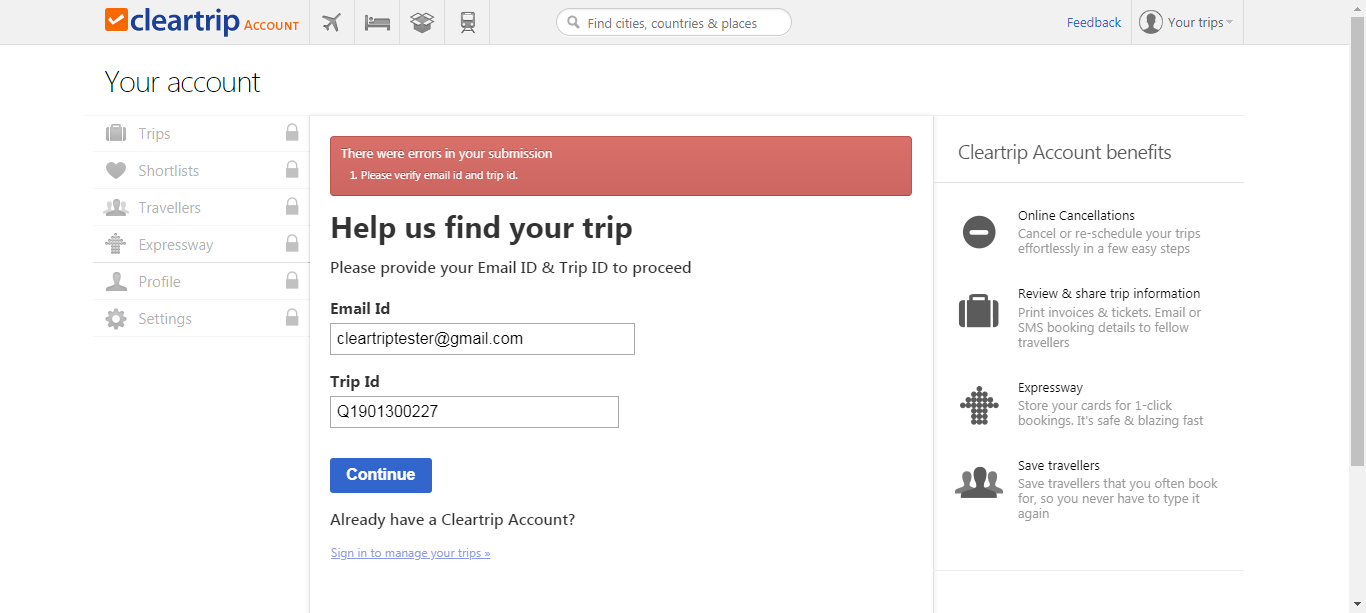 cleartrip ACCOUNT
Find cities, countries & places
Feedback
Your trips
Your account
Trips
Shortlists
Travellers
Expressway
Profile
Settings
There were errors in your submission
1. Please verify email id and trip id.
Help us find your trip
Please provide your Email ID & Trip ID to proceed
Email Id
cleartriptester@gmail.com
Trip Id
Q1901300227
Continue
Already have a Cleartrip Account?
Sign in to manage your trips »
Cleartrip Account benefits
Online Cancellations
Cancel or re-schedule your trips
effortlessly in a few easy steps
Review & share trip information
Print invoices & tickets. Email or
SMS booking details to fellow
travellers
Expressway
Store your cards for 1-click
bookings. It's safe & blazing fast
Save travellers
Save travellers that you often book
for, so you never have to type it
again